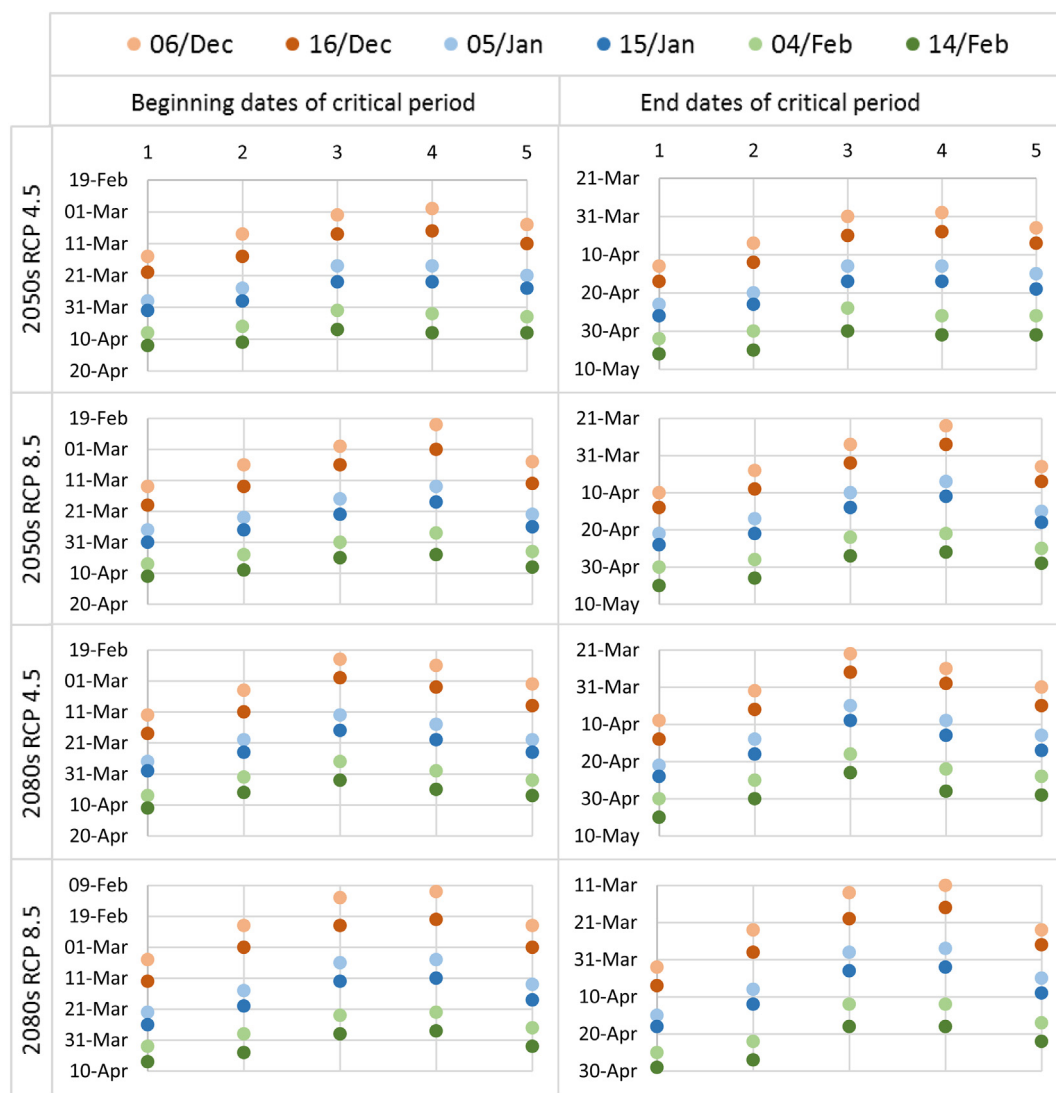 06/Dec 16/Dec 05/Jan 15/Jan 04/Feb 14/Feb
Beginning dates of critical period End dates of critical period
2050s RCP 4.5
1 2 3 4 5
19-Feb
01-Mar
11-Mar
21-Mar
31-Mar
10-Apr
20-Apr
1 2 3 4 5
21-Mar
31-Mar
10-Apr
20-Apr
30-Apr
10-May
2050s RCP 8.5
19-Feb
01-Mar
11-Mar
21-Mar
31-Mar
10-Apr
20-Apr
21-Mar
31-Mar
10-Apr
20-Apr
30-Apr
10-May
2080s RCP 4.5
19-Feb
01-Mar
11-Mar
21-Mar
31-Mar
10-Apr
20-Apr
21-Mar
31-Mar
10-Apr
20-Apr
30-Apr
10-May
2080s RCP 8.5
09-Feb
19-Feb
01-Mar
11-Mar
21-Mar
31-Mar
10-Apr
11-Mar
21-Mar
31-Mar
10-Apr
20-Apr
30-Apr